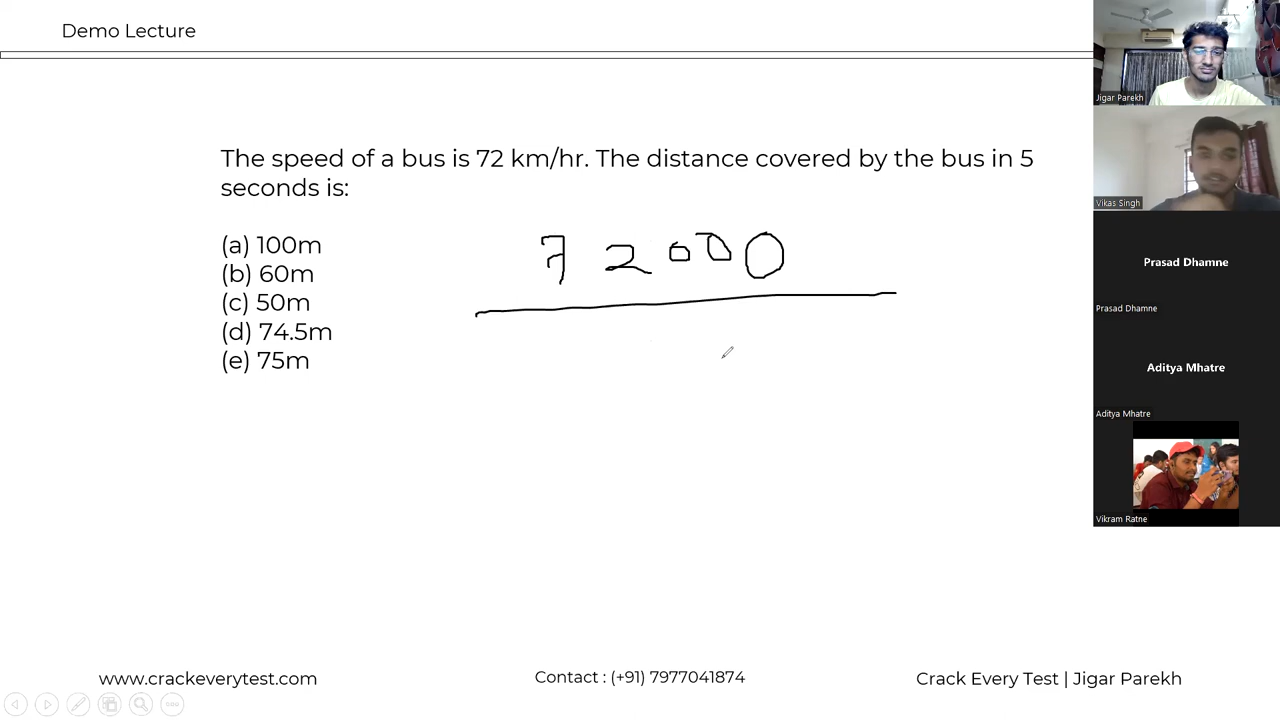 Demo Lecture
The speed of a bus is 72 km/hr. The distance covered by the bus in 5
seconds is:
(a) 100m
(b) 60m
(c) 50m
(d) 74.5m
(e) 75m
72000
www.crackeverytest.com
Contact : (+91) 7977041874
Crack Every Test | Jigar Parekh
Jigar Parekh
Vikas Singh
Prasad Dhamne
Prasad Dhamne
Aditya Mhatre
Aditya Mhatre
Vikram Ratne